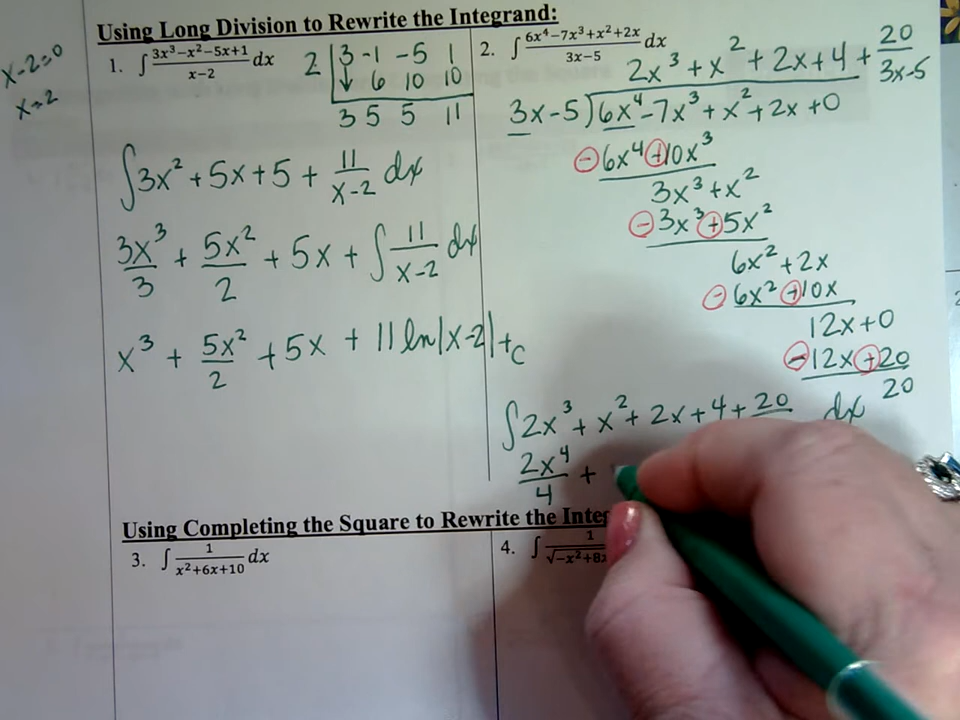 Using Long Division to Rewrite the Integrand:
x-2=0
x=2
1. ∫ (3x³−x²−5x+1)/(x−2) dx
2 | 3 -1 -5 1
↓ 6 10 10
3 5 5 11
∫3x² + 5x + 5 + 11/(x-2) dx
3x³/3 + 5x²/2 + 5x + ∫ 11/(x-2) dx
x³ + 5x²/2 + 5x + 11 ln|x-2| + c
2. ∫ (6x⁴−7x³+x²+2x)/(3x−5) dx
2x³ + x² + 2x + 4 + 20/(3x-5)
3x-5 ) 6x⁴ - 7x³ + x² + 2x + 0
- 6x⁴ + 10x³
3x³ + x²
- 3x³ + 5x²
6x² + 2x
- 6x² + 10x
12x + 0
- 12x + 20
20
∫ 2x³ + x² + 2x + 4 + 20 dx
2x⁴/4 +
Using Completing the Square to Rewrite the
3. ∫ 1/(x²+6x+10) dx
4. ∫ 1/√−x²+8x